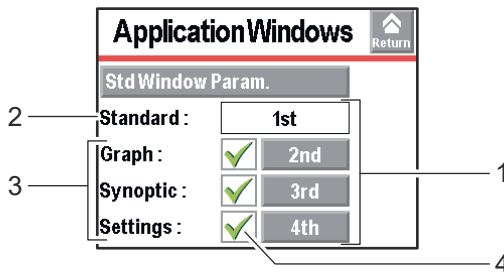 Application Windows
Return
Std Window Param.
2
Standard : 1st
Graph : 2nd
3
1
Synoptic : 3rd
Settings : 4th
4